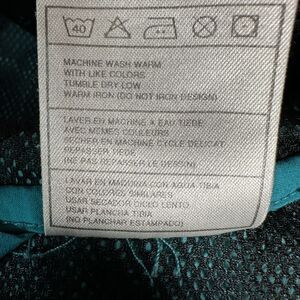 40
MACHINE WASH WARM
WITH LIKE COLORS
TUMBLE DRY LOW
WARM IRON (DO NOT IRON DESIGN)
LAVER EN MACHINE A EAU TIEDE
AVEC MEMES COULEURS
SECHER EN MACHINE CYCLE DELICAT
REPASSER TIEDE
(NE PAS REPASSER LE DESSIN)
LAVAR EN MAQUINA CON AGUA TIBIA
CON COLORES SIMILARES
USAR SECADOR CICLO LENTO
USAR PLANCHA TIBIA
(NO PLANCHAR ESTAMPADO)